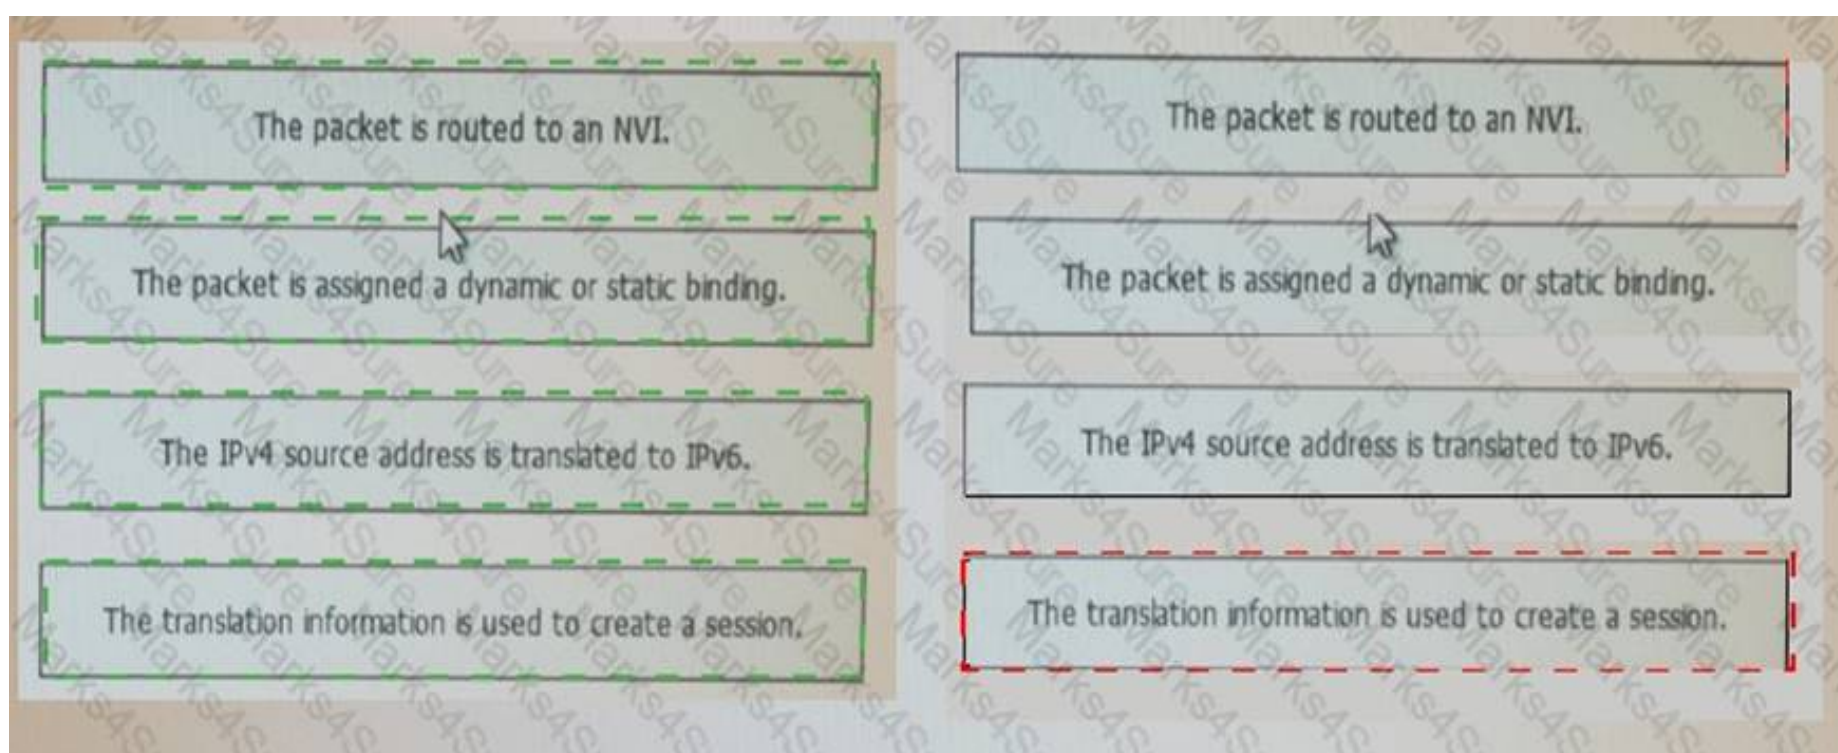 The packet is routed to an NVI.
The packet is assigned a dynamic or static binding.
The IPv4 source address is translated to IPv6.
The translation information is used to create a session.
The packet is routed to an NVI.
The packet is assigned a dynamic or static binding.
The IPv4 source address is translated to IPv6.
The translation information is used to create a session.
Marks4Sure